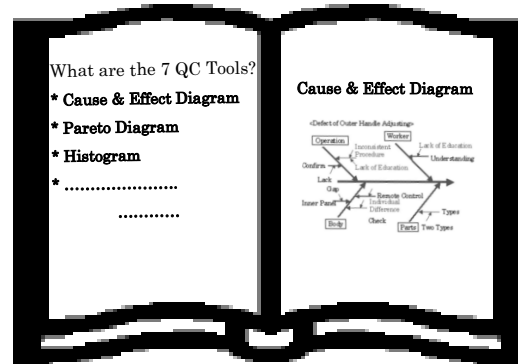 What are the 7 QC Tools?
* Cause & Effect Diagram
* Pareto Diagram
* Histogram
* .......................
............
Cause & Effect Diagram
<Defect of Outer Handle Adjusting>
Operation
Worker
Inconsistent
Procedure
Lack of Education
Understanding
Confirm
Lack of Education
Lack
Gap
Remote Control
Inner Panel
Individual
Difference
Types
Body
Check
Parts
Two Types